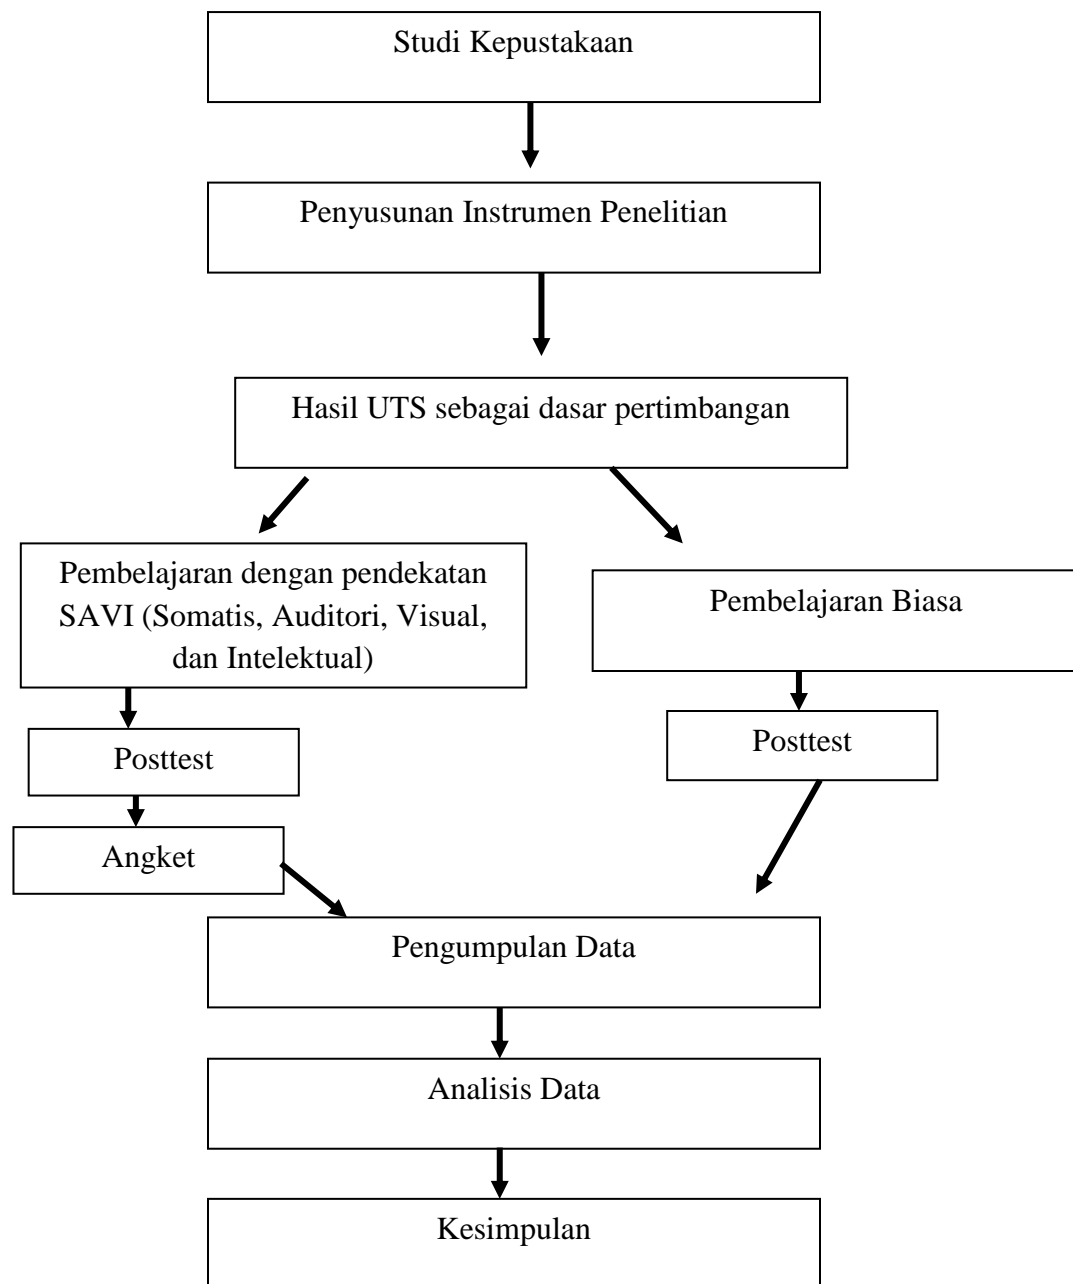 Studi Kepustakaan
Penyusunan Instrumen Penelitian
Hasil UTS sebagai dasar pertimbangan
Pembelajaran dengan pendekatan
SAVI (Somatis, Auditori, Visual,
dan Intelektual)
Pembelajaran Biasa
Posttest
Posttest
Angket
Pengumpulan Data
Analisis Data
Kesimpulan